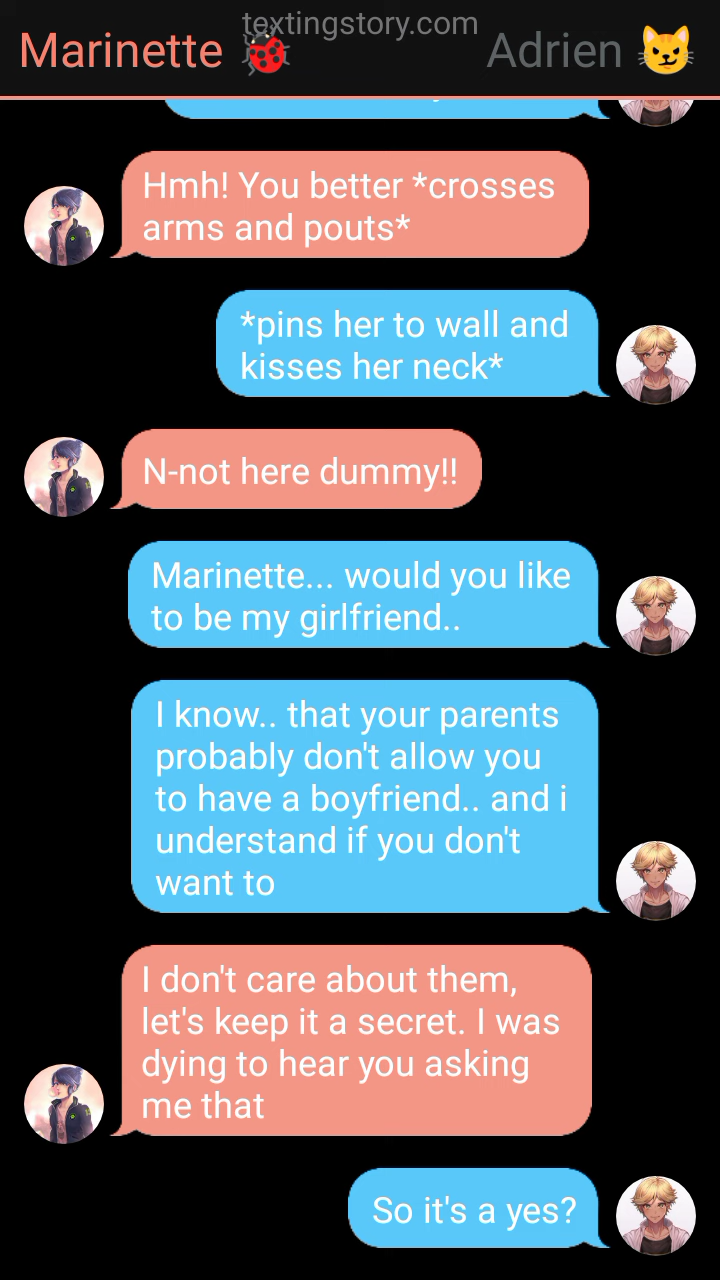 textingstory.com
Marinette 🐞 Adrien 😼
Hmh! You better *crosses
arms and pouts*
*pins her to wall and
kisses her neck*
N-not here dummy!!
Marinette... would you like
to be my girlfriend..
I know.. that your parents
probably don't allow you
to have a boyfriend.. and i
understand if you don't
want to
I don't care about them,
let's keep it a secret. I was
dying to hear you asking
me that
So it's a yes?